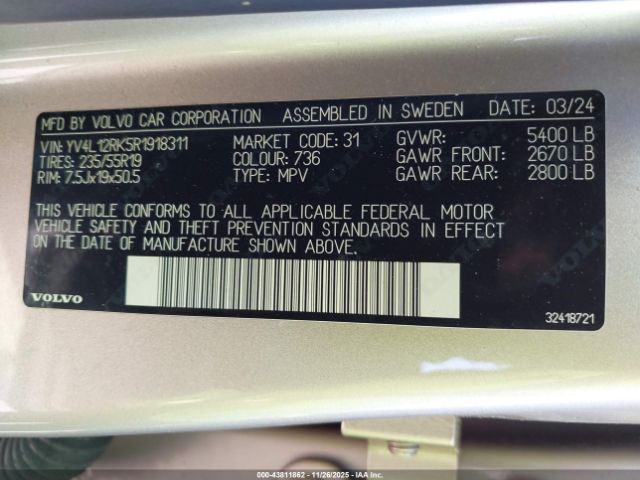 MFD BY VOLVO CAR CORPORATION ASSEMBLED IN SWEDEN DATE: 03/24
VIN: YV4L12RK5R1918311 MARKET CODE: 31 GVWR: 5400 LB
TIRES: 235/55R19 COLOUR: 736 GAWR FRONT: 2670 LB
RIM: 7.5Jx19x50.5 TYPE: MPV GAWR REAR: 2800 LB
THIS VEHICLE CONFORMS TO ALL APPLICABLE FEDERAL MOTOR
VEHICLE SAFETY AND THEFT PREVENTION STANDARDS IN EFFECT
ON THE DATE OF MANUFACTURE SHOWN ABOVE.
VOLVO
32418721
000-43811862 | 11/26/2025 | IAA Inc.